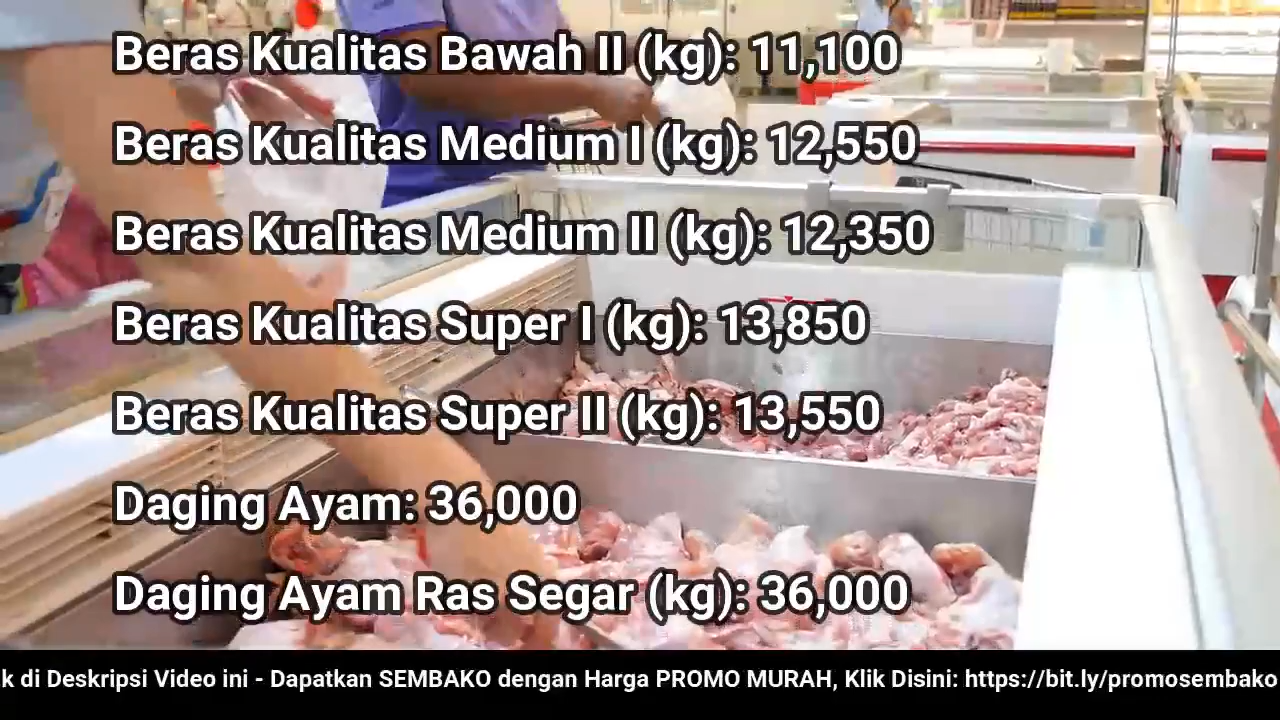 Beras Kualitas Bawah II (kg): 11,100
Beras Kualitas Medium I (kg): 12,550
Beras Kualitas Medium II (kg): 12,350
Beras Kualitas Super I (kg): 13,850
Beras Kualitas Super II (kg): 13,550
Daging Ayam: 36,000
Daging Ayam Ras Segar (kg): 36,000
k di Deskripsi Video ini - Dapatkan SEMBAKO dengan Harga PROMO MURAH, Klik Disini: https://bit.ly/promosembako